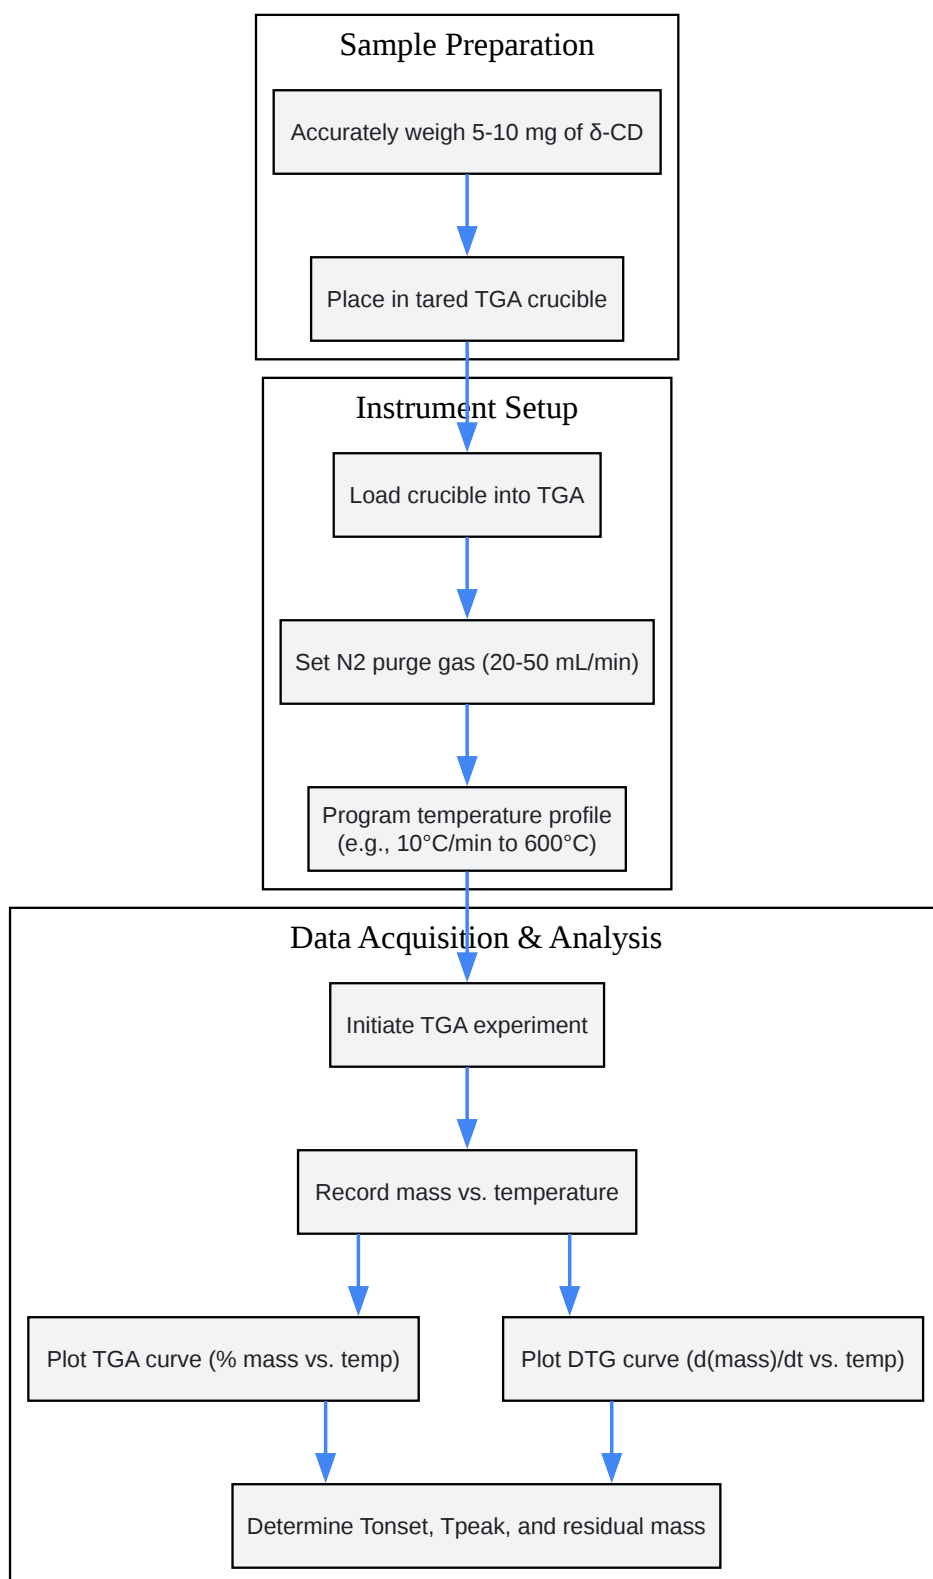 Sample Preparation
Accurately weigh 5-10 mg of δ-CD
Place in tared TGA crucible
Instrument Setup
Load crucible into TGA
Set N2 purge gas (20-50 mL/min)
Program temperature profile
(e.g., 10°C/min to 600°C)
Data Acquisition & Analysis
Initiate TGA experiment
Record mass vs. temperature
Plot TGA curve (% mass vs. temp)
Plot DTG curve (d(mass)/dt vs. temp)
Determine Tonset, Tpeak, and residual mass